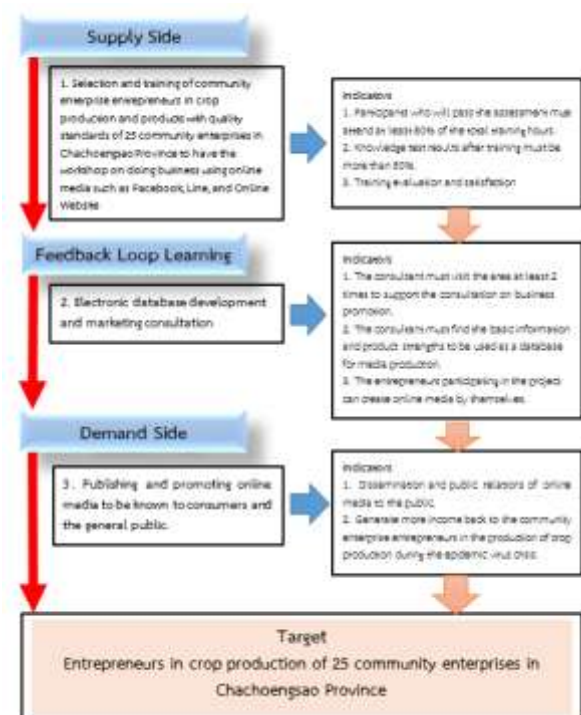 Supply Side
1. Selection and training of community
enterprise entrepreneurs in crop
production and products with quality
standards of 25 community enterprises in
Chachoengsao Province to have the
workshop on doing business using online
media such as Facebook, Line, and Online
Website
Indicators
1. Participants who will pass the assessment must
attend at least 80% of the total training hours.
2. Knowledge test results after training must be
more than 80%.
3. Training evaluation and satisfaction
Feedback Loop Learning
2. Electronic database development
and marketing consultation
Indicators
1. The consultant must visit the area at least 2
times to support the consultation on business
promotion.
2. The consultant must find the basic information
and product strengths to be used as a database
for media production.
3. The entrepreneurs participating in the project
can create online media by themselves.
Demand Side
3. Publishing and promoting online
media to be known to consumers and
the general public.
Indicators
1. Dissemination and public relations of online
media to the public.
2. Generate more income back to the community
enterprise entrepreneurs in the production of crop
production during the epidemic virus crisis.
Target
Entrepreneurs in crop production of 25 community enterprises in
Chachoengsao Province